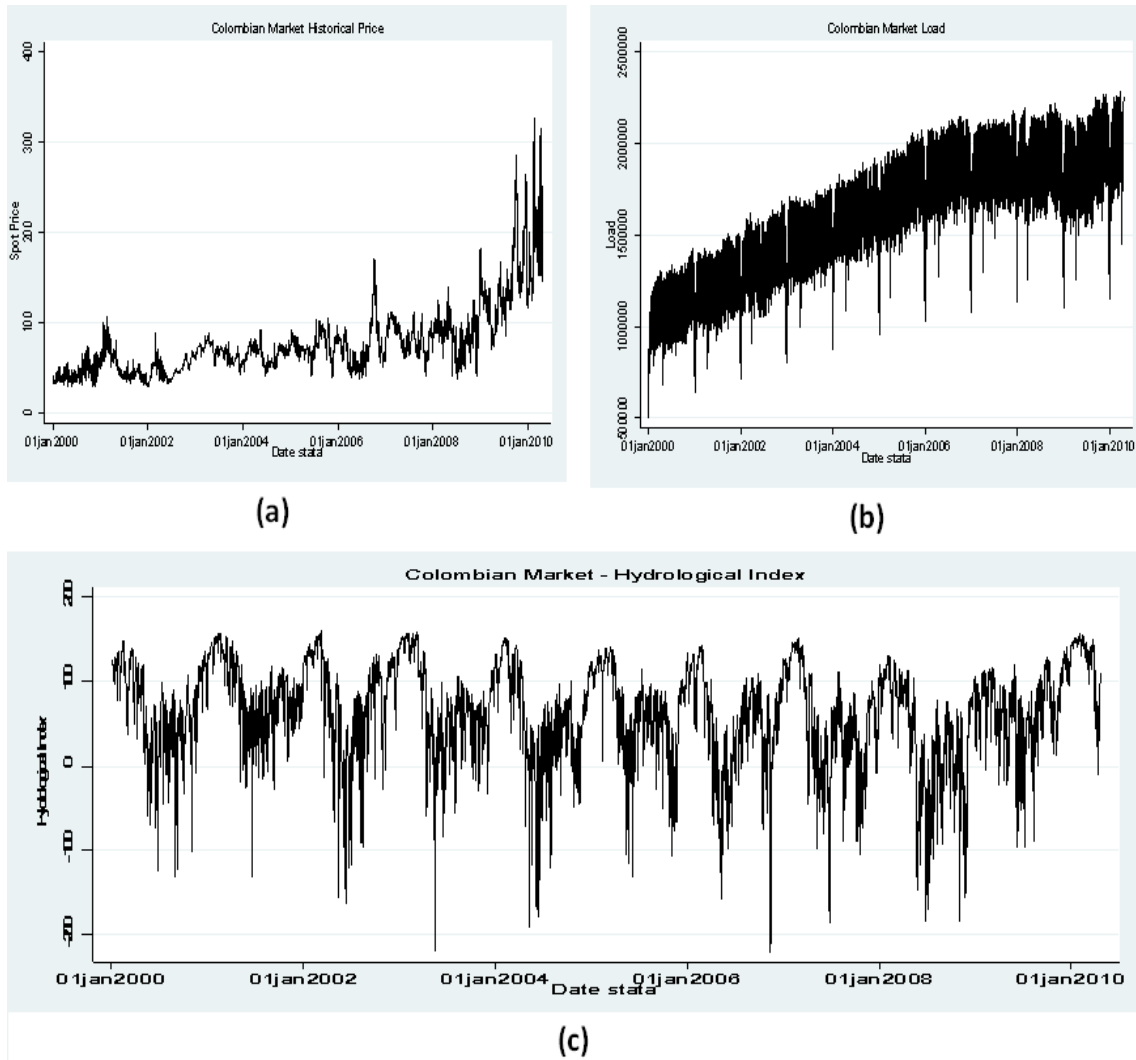 Colombian Market Historical Price
Spot Price
400
300
200
100
0
01jan2000 01jan2002 01jan2004 01jan2006 01jan2008 01jan2010
Date stata
(a)
Colombian Market Load
Load
2500000
2000000
1500000
1000000
500000
01jan2000 01jan2002 01jan2004 01jan2006 01jan2008 01jan2010
Date stata
(b)
Colombian Market - Hydrological Index
Hydrological Index
200
100
0
-100
-200
01jan2000 01jan2002 01jan2004 01jan2006 01jan2008 01jan2010
Date stata
(c)